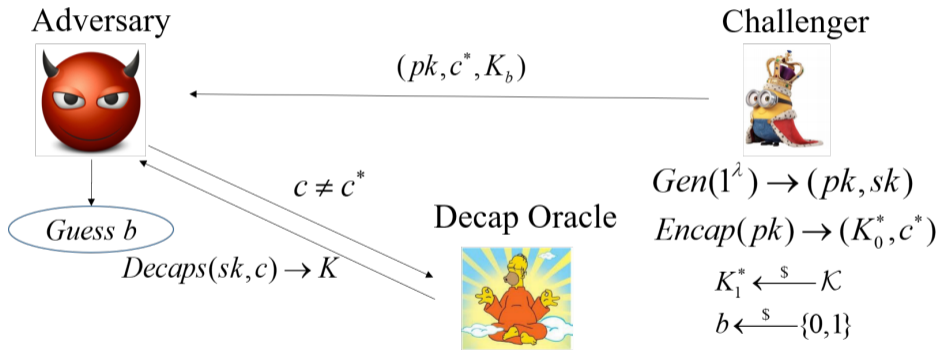 Adversary
Challenger
(pk, c*, K_b)
c ≠ c*
Gen(1^λ) → (pk, sk)
Decap Oracle
Guess b
Encap(pk) → (K_0^*, c*)
Decaps(sk, c) → K
K_1^* ←$ 𝒦
b ←$ {0,1}